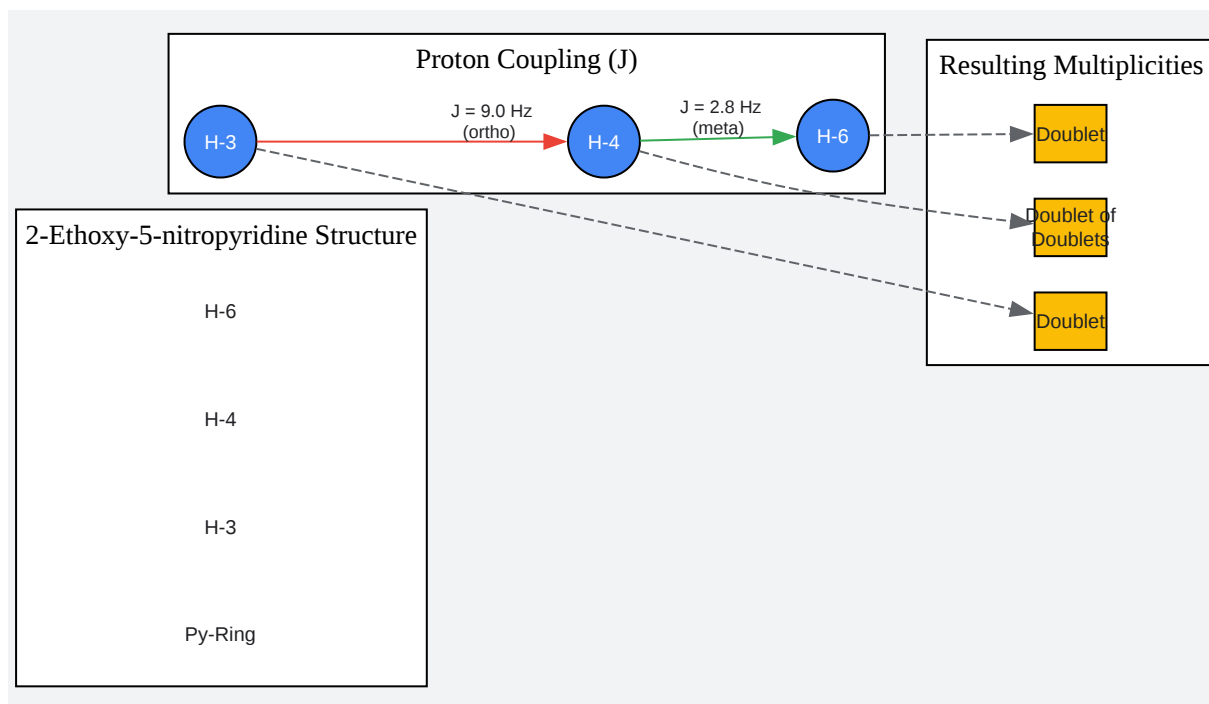 Proton Coupling (J)
H-3
J = 9.0 Hz
(ortho)
H-4
J = 2.8 Hz
(meta)
H-6
Resulting Multiplicities
Doublet
Doublet of
Doublets
Doublet
2-Ethoxy-5-nitropyridine Structure
H-6
H-4
H-3
Py-Ring